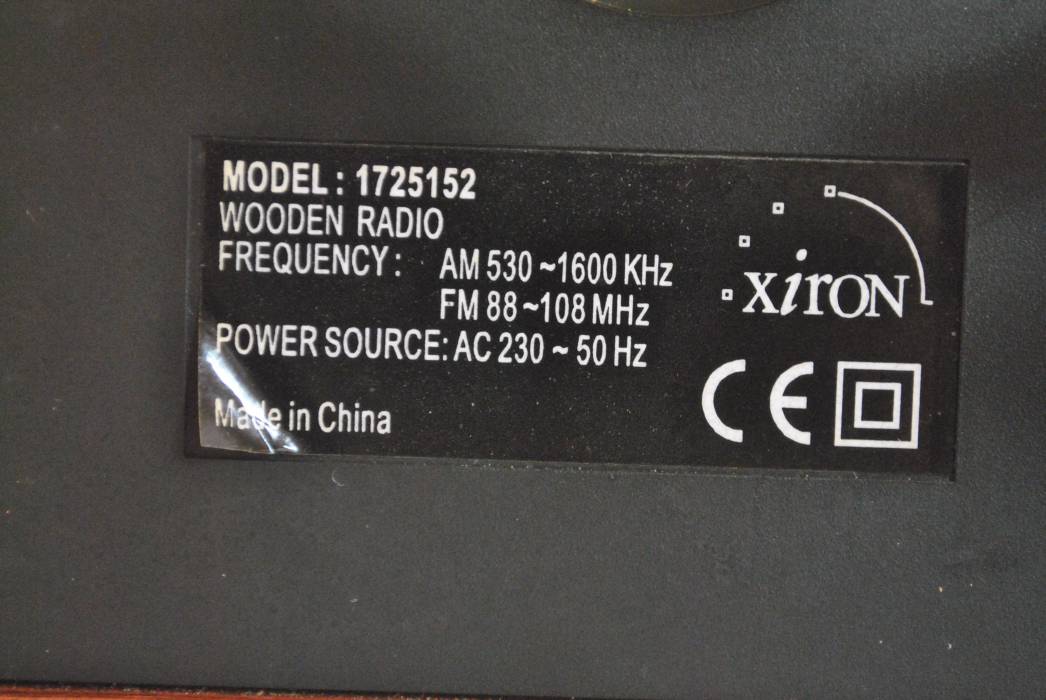 MODEL : 1725152
WOODEN RADIO
FREQUENCY : AM 530 ~1600 KHz
FM 88 ~108 MHz
POWER SOURCE: AC 230 ~ 50 Hz
Made in China
xirON
CE